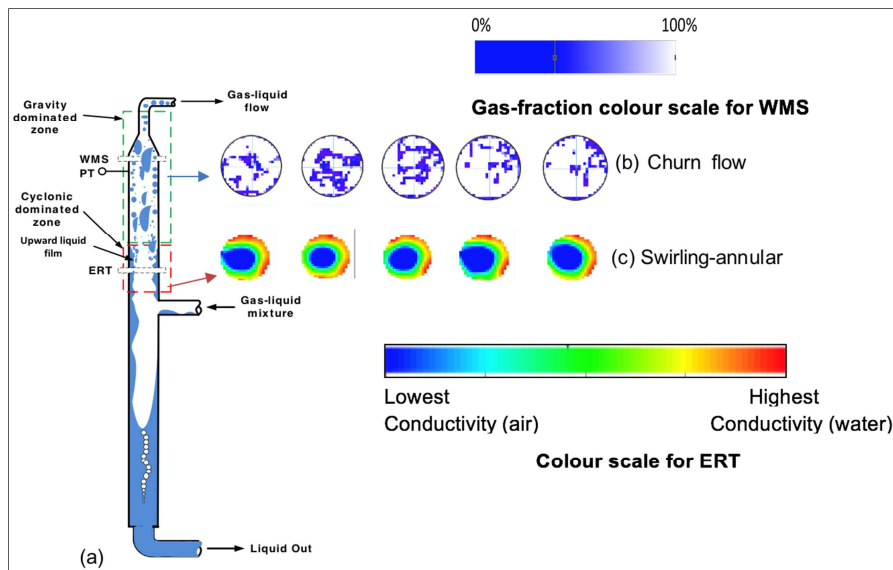 0%
100%
Gas-fraction colour scale for WMS
Gas-liquid
flow
Gravity
dominated
zone
WMS
PT
(b) Churn flow
Cyclonic
dominated
zone
Upward liquid
film
ERT
(c) Swirling-annular
Gas-liquid
mixture
Lowest
Conductivity (air)
Highest
Conductivity (water)
Colour scale for ERT
Liquid Out
(a)